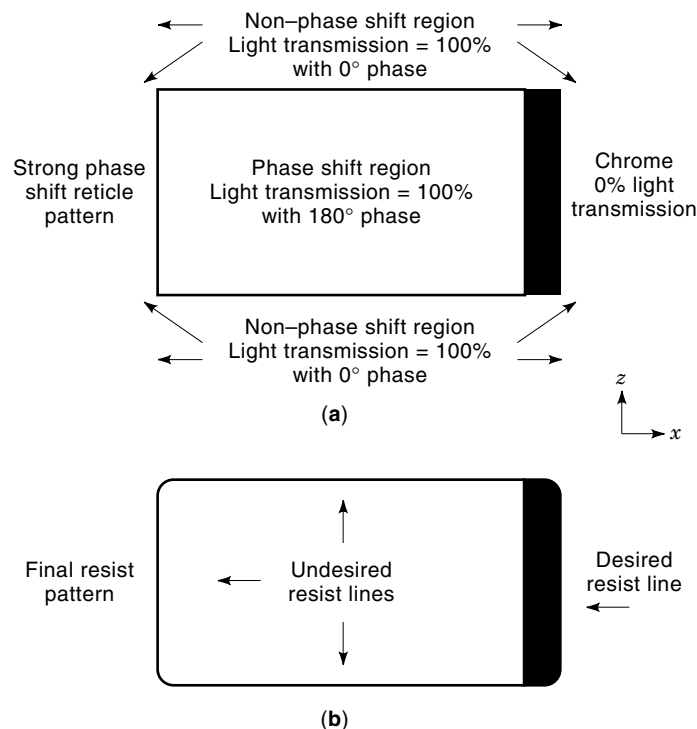 Non–phase shift region
Light transmission = 100%
with 0° phase
Strong phase
shift reticle
pattern
Phase shift region
Light transmission = 100%
with 180° phase
Chrome
0% light
transmission
Non–phase shift region
Light transmission = 100%
with 0° phase
(a)
z
x
Final resist
pattern
Undesired
resist lines
Desired
resist line
(b)